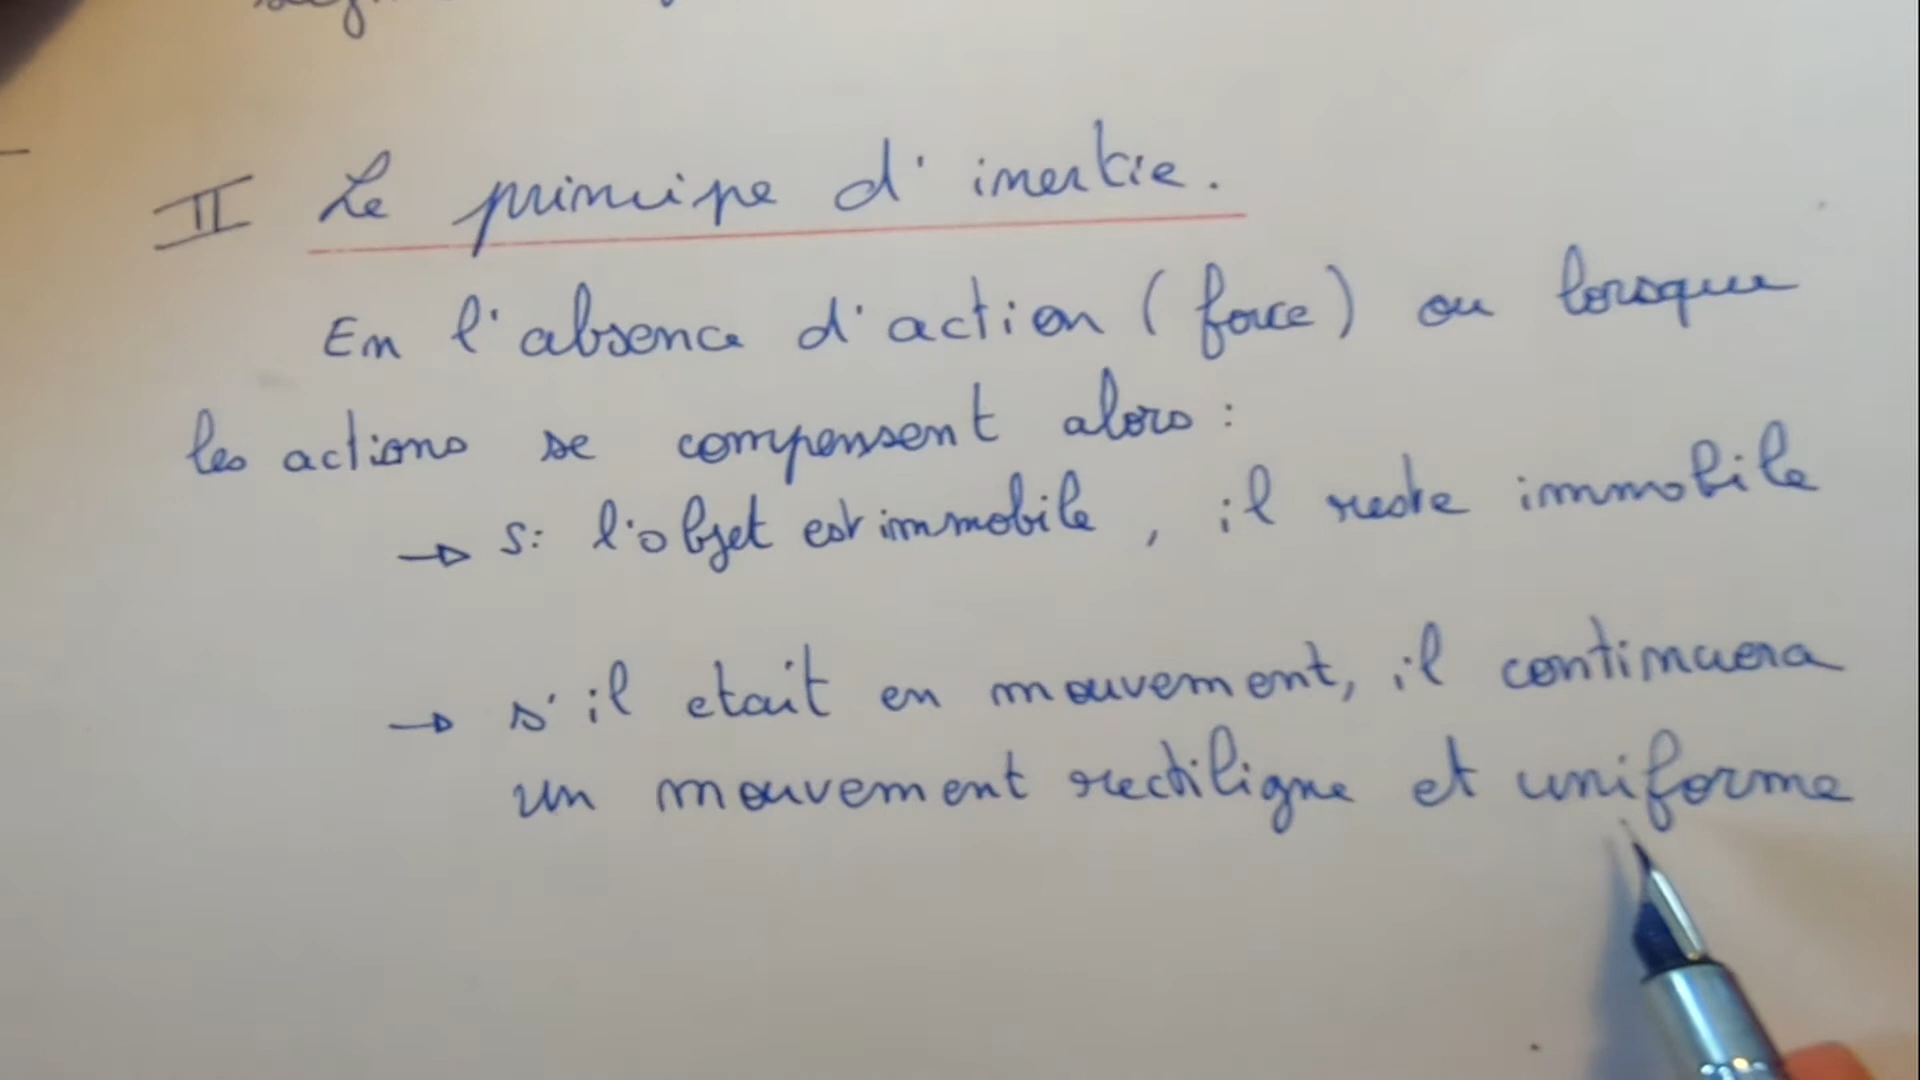 II Le principe d'inertie.
En l'absence d'action (force) ou lorsque
les actions se compensent alors :
→ si l'objet est immobile, il reste immobile
→ s'il etait en mouvement, il continuera
un mouvement rectiligne et uniforme